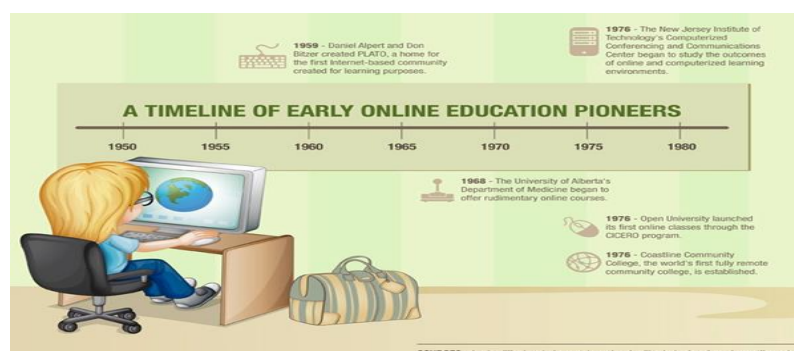 1959 - Daniel Alpert and Don
Bitzer created PLATO, a home for
the first Internet-based community
created for learning purposes.
1976 - The New Jersey Institute of
Technology's Computerized
Conferencing and Communications
Center began to study the outcomes
of online and computerized learning
environments.
A TIMELINE OF EARLY ONLINE EDUCATION PIONEERS
1950 1955 1960 1965 1970 1975 1980
1968 - The University of Alberta's
Department of Medicine began to
offer rudimentary online courses.
1976 - Open University launched
its first online classes through the
CICERO program.
1976 - Coastline Community
College, the world's first fully remote
community college, is established.